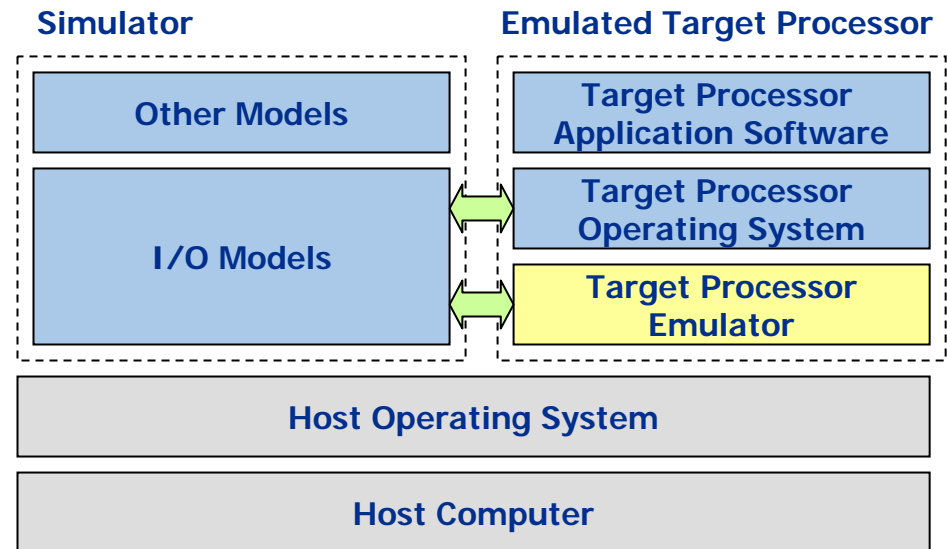 Simulator
Emulated Target Processor
Other Models
Target Processor
Application Software
I/O Models
Target Processor
Operating System
Target Processor
Emulator
Host Operating System
Host Computer